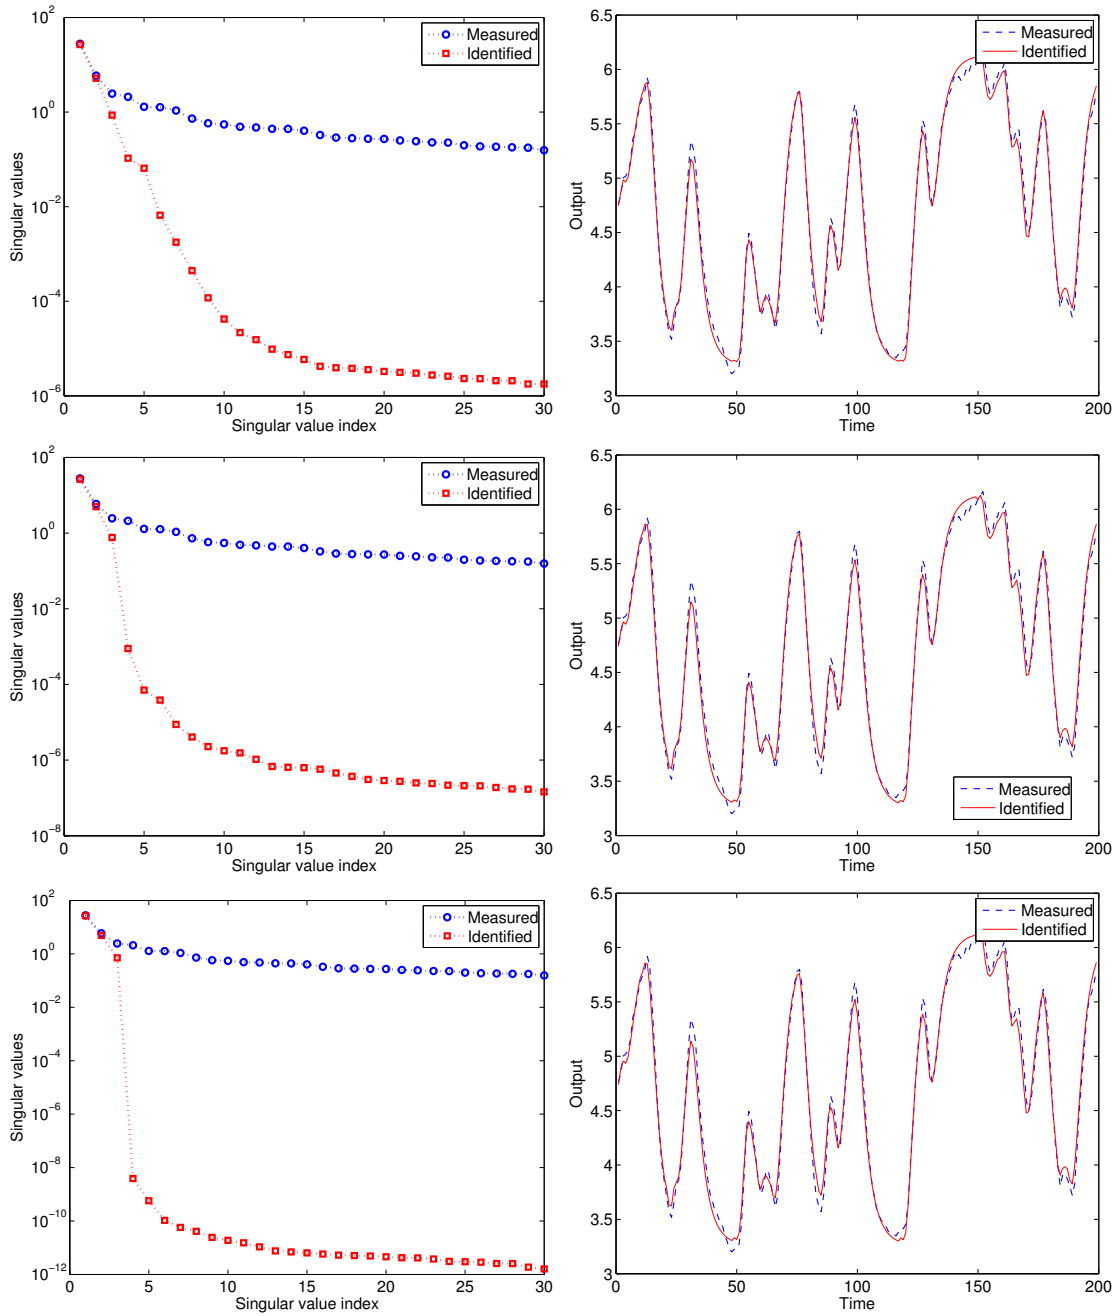 10^2
10^0
10^-2
10^-4
10^-6
0 5 10 15 20 25 30
Singular values
Singular value index
Measured
Identified
6.5
6
5.5
5
4.5
4
3.5
3
0 50 100 150 200
Output
Time
Measured
Identified
10^2
10^0
10^-2
10^-4
10^-6
10^-8
0 5 10 15 20 25 30
Singular values
Singular value index
Measured
Identified
6.5
6
5.5
5
4.5
4
3.5
3
0 50 100 150 200
Output
Time
Measured
Identified
10^2
10^0
10^-2
10^-4
10^-6
10^-8
10^-10
10^-12
0 5 10 15 20 25 30
Singular values
Singular value index
Measured
Identified
6.5
6
5.5
5
4.5
4
3.5
3
0 50 100 150 200
Output
Time
Measured
Identified